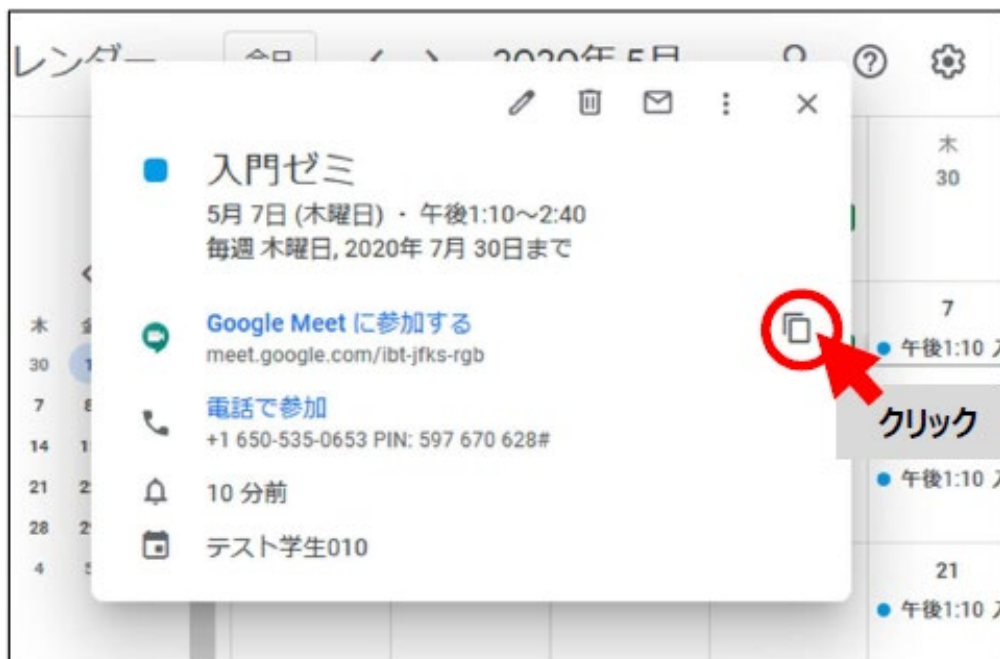 レンダー
今日
2020年 5月
入門ゼミ
5月 7日 (木曜日) ・ 午後1:10～2:40
毎週 木曜日, 2020年 7月 30日まで
Google Meet に参加する
meet.google.com/ibt-jfks-rgb
電話で参加
+1 650-535-0653 PIN: 597 670 628#
10 分前
テスト学生010
クリック
木
30
7
14
21
28
4
木
30
7
午後1:10
午後1:10
21
午後1:10